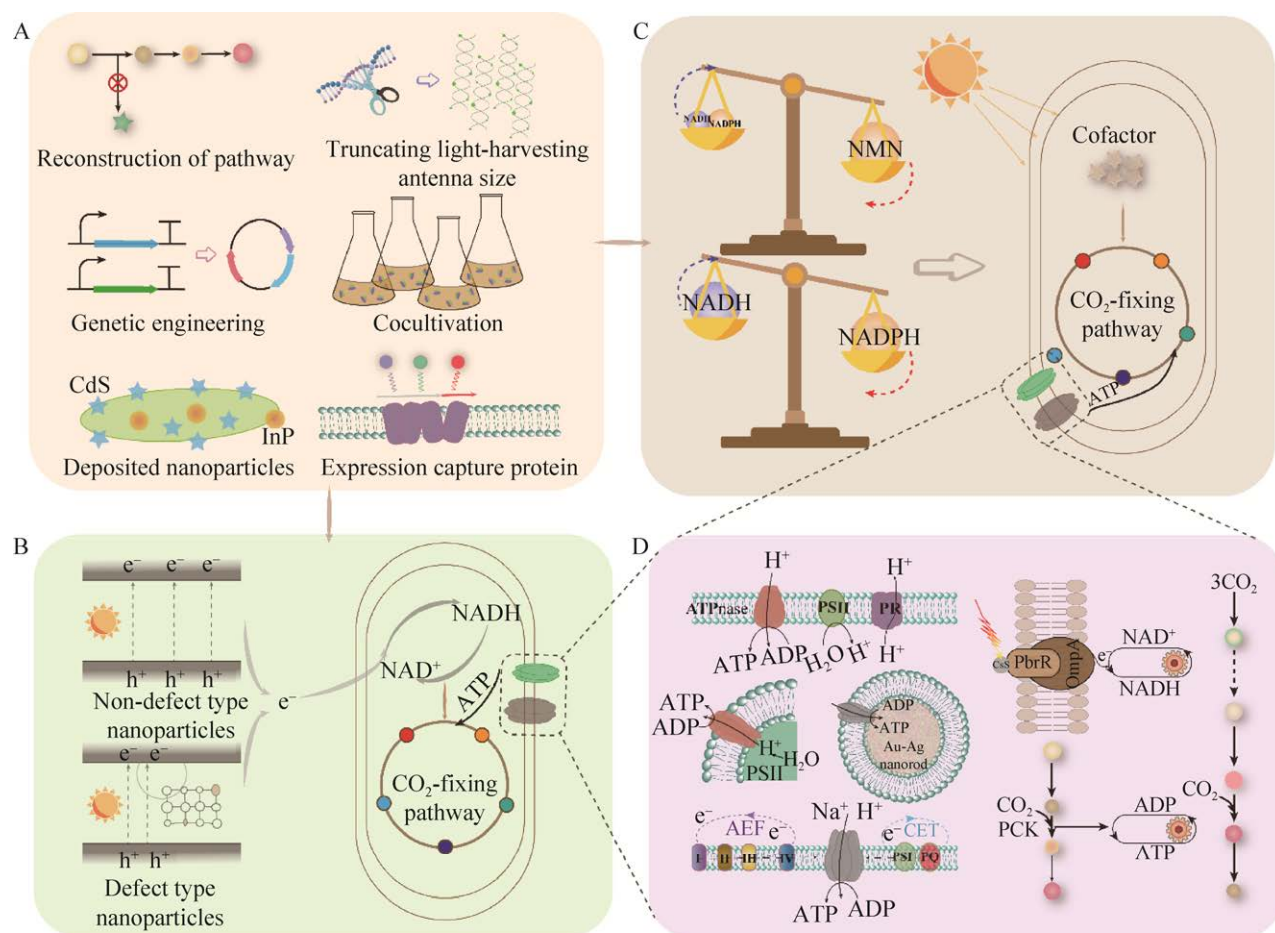 A
Reconstruction of pathway
Truncating light-harvesting
antenna size
Genetic engineering
Cocultivation
CdS
InP
Deposited nanoparticles
Expression capture protein
C
NADH
NADPH
NMN
NADH
NADPH
Cofactor
CO₂-fixing
pathway
ATP
B
e⁻ e⁻ e⁻
h⁺ h⁺ h⁺
Non-defect type
nanoparticles
e⁻ e⁻
h⁺ h⁺
Defect type
nanoparticles
e⁻
NADH
NAD⁺
ATP
CO₂-fixing
pathway
D
H⁺
H⁺
ATPnase
PSII
PR
ATP ADP H₂O H⁺ H⁺
ATP
ADP
H⁺
H₂O
PSII
ADP
ATP
Au-Ag
nanorod
e⁻ AEF e⁻
Na⁺ H⁺
e⁻ CET
I II IH IV
PSI PQ
ATP ADP
PbrR
OmpA
e⁻
NAD⁺
NADH
3CO₂
CO₂
PCK
ADP
ATP
CO₂